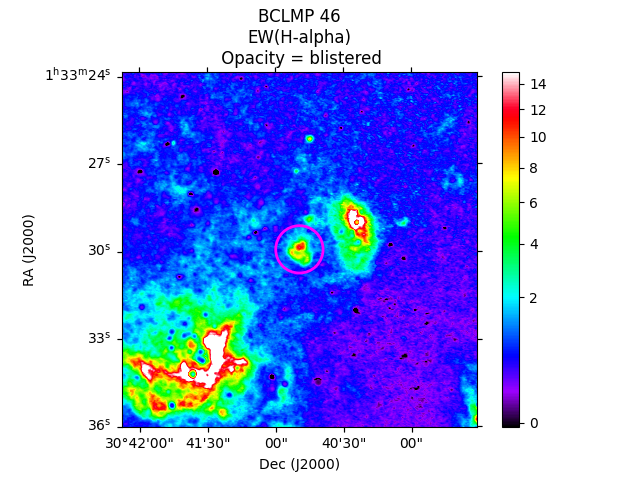 BCLMP 46
EW(H-alpha)
Opacity = blistered
1ʰ33ᵐ24ˢ
27ˢ
30ˢ
33ˢ
36ˢ
RA (J2000)
30°42'00" 41'30" 00" 40'30" 00"
Dec (J2000)
14
12
10
8
6
4
2
0